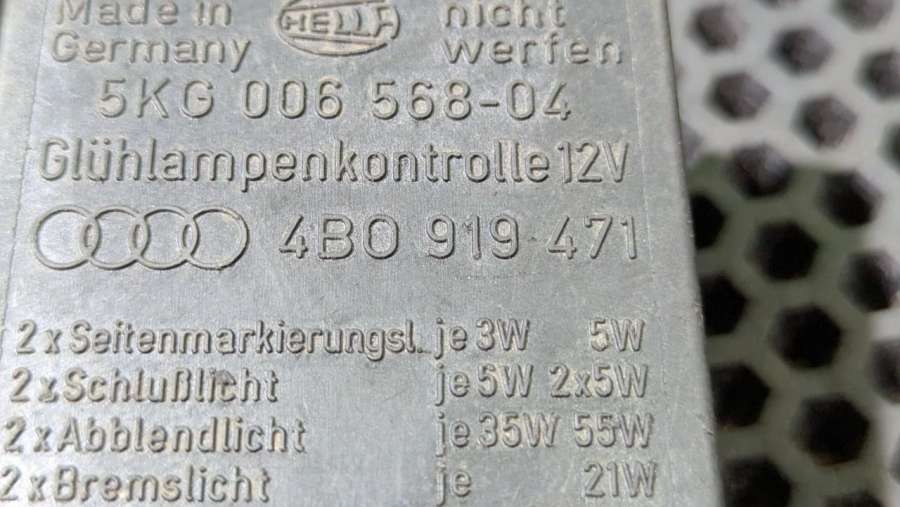 Made in HELLA nicht
Germany werfen
5KG 006 568-04
Glühlampenkontrolle 12V
4B0 919 471
2 x Seitenmarkierungsl. je 3W 5W
2 x Schlußlicht je 5W 2x5W
2 x Abblendlicht je 35W 55W
2 x Bremslicht je 21W